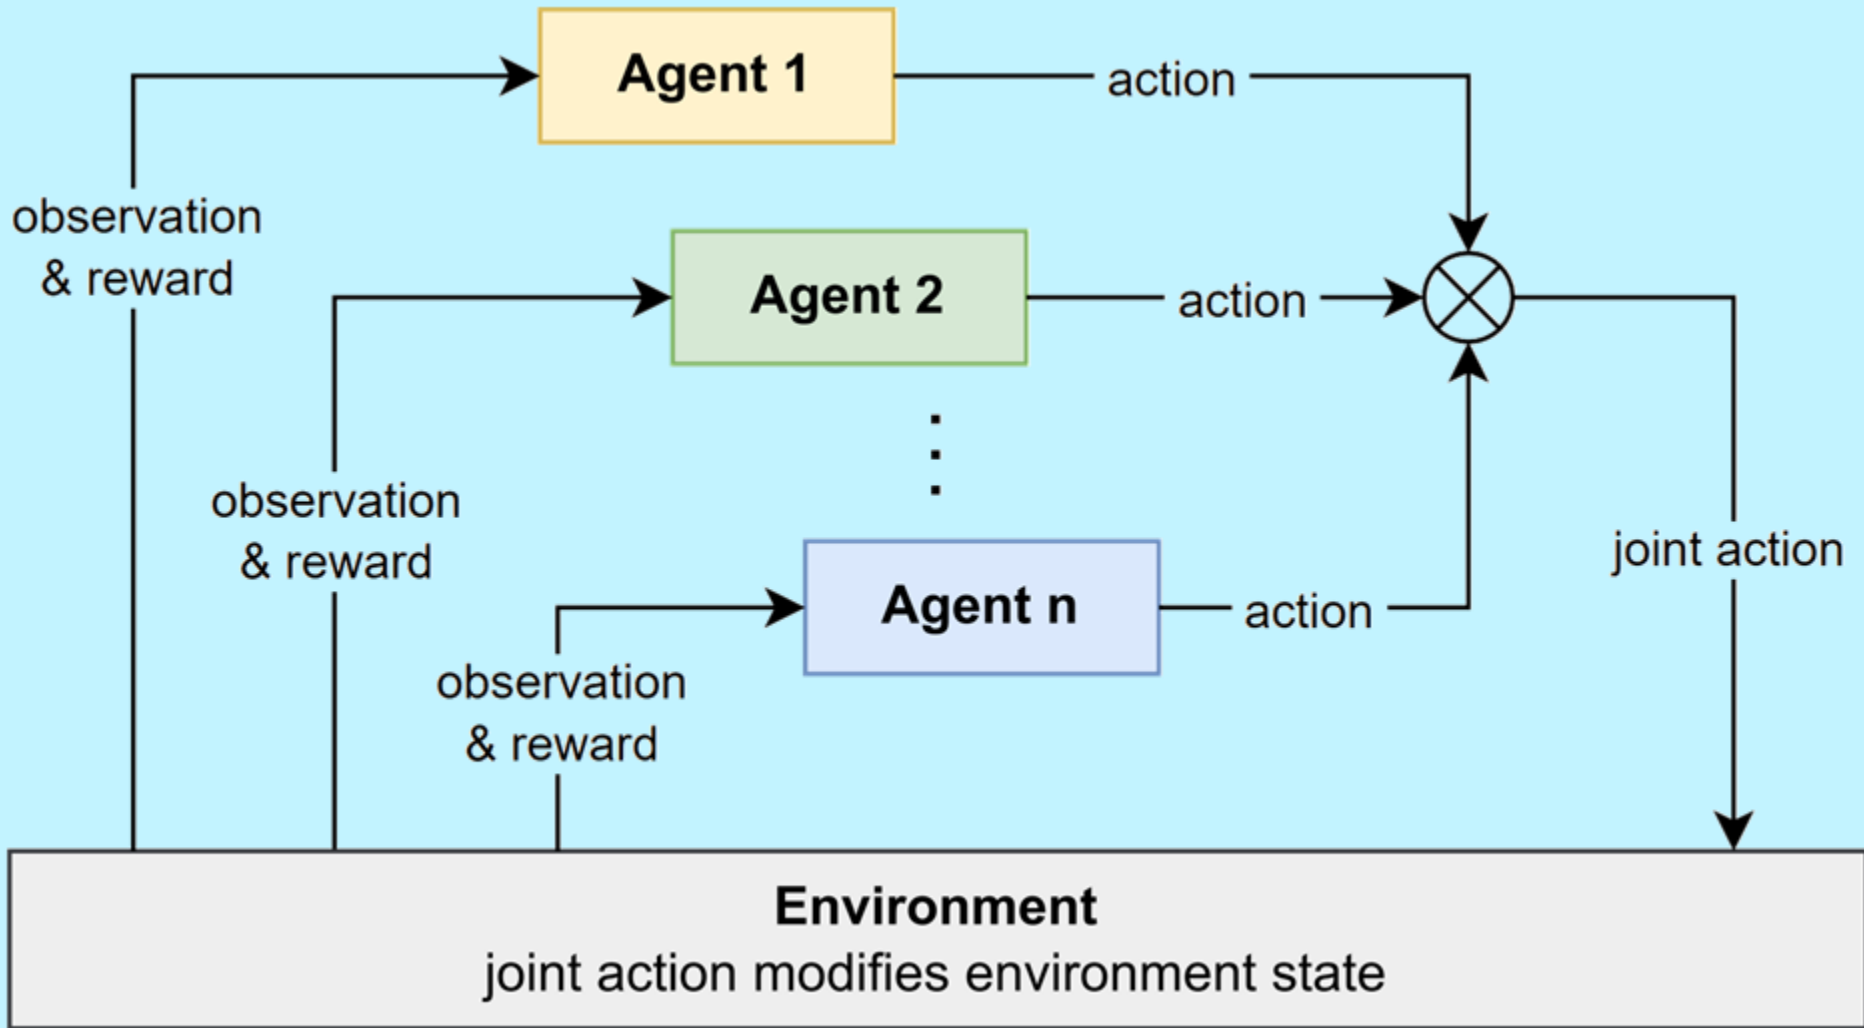 Agent 1
action
observation
& reward
Agent 2
action
observation
& reward
Agent n
action
joint action
observation
& reward
Environment
joint action modifies environment state